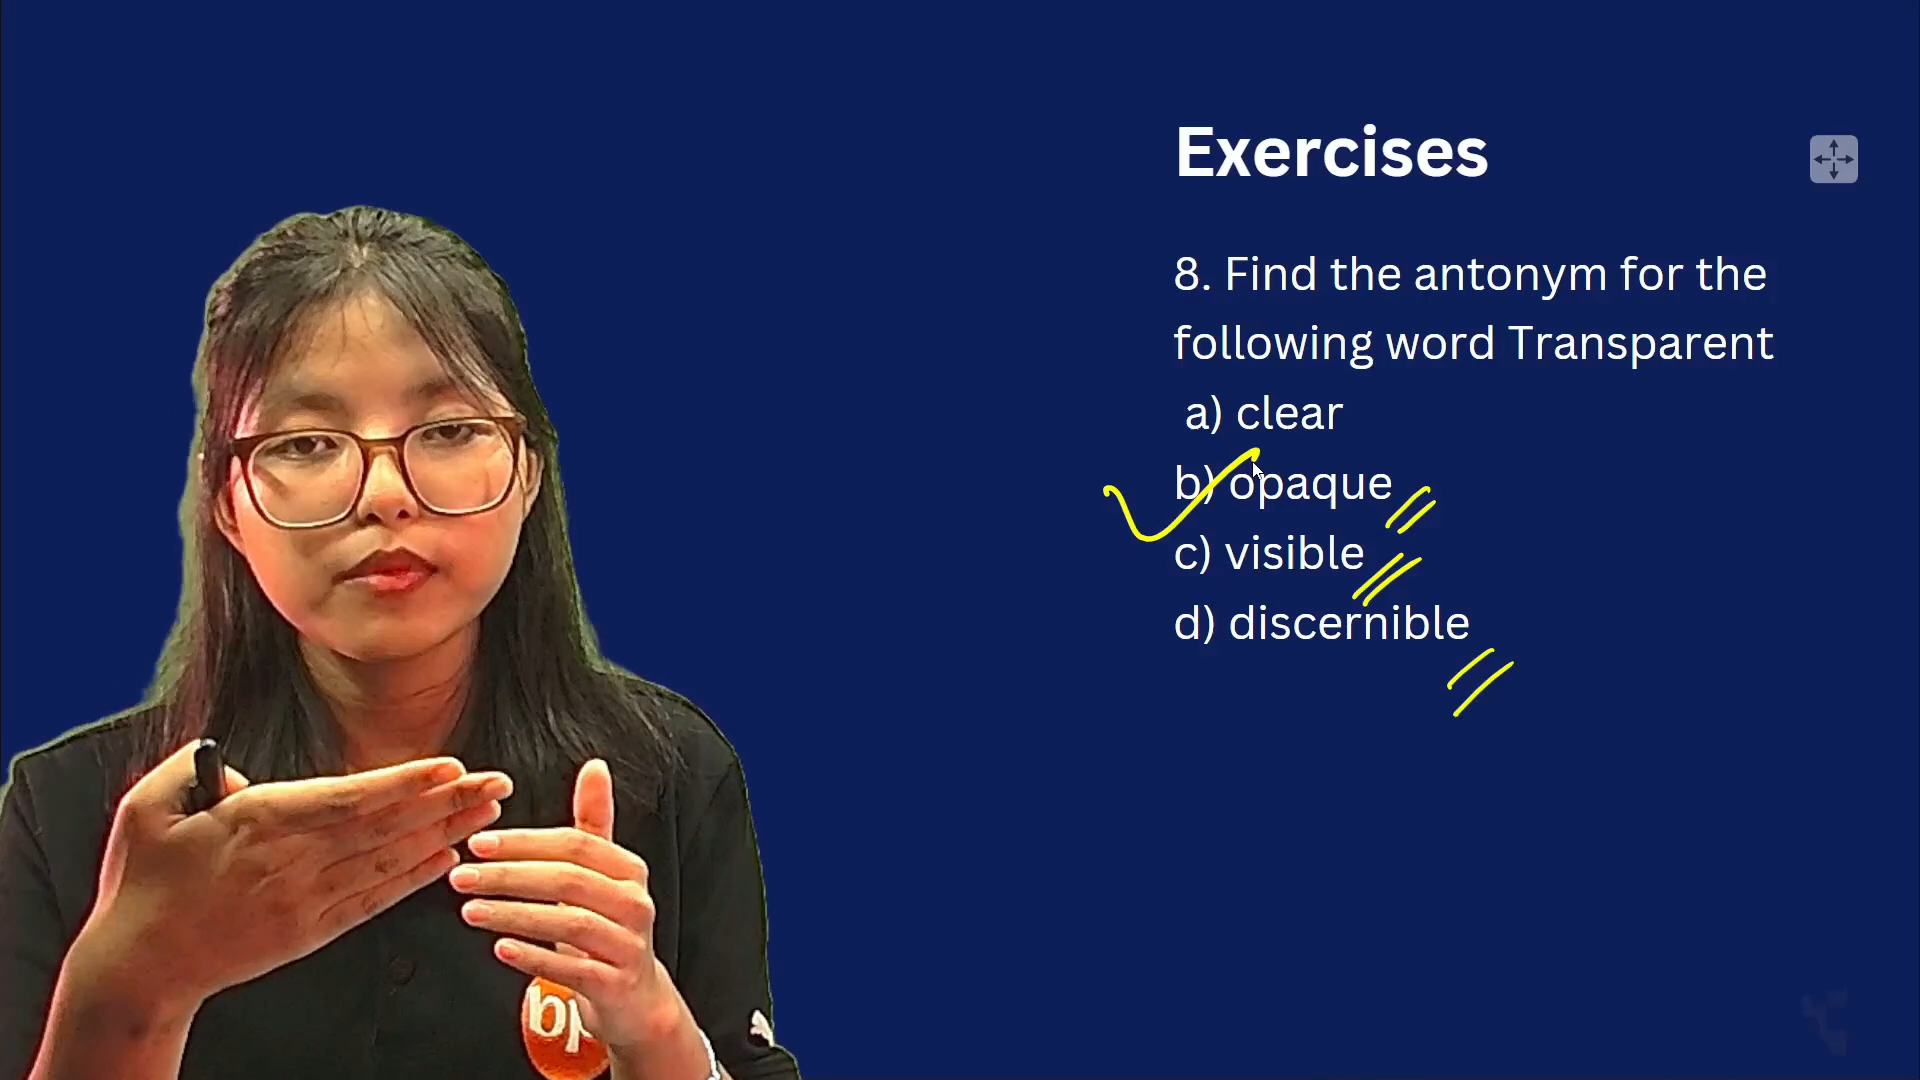 Exercises
8. Find the antonym for the
following word Transparent
a) clear
b) opaque
c) visible
d) discernible